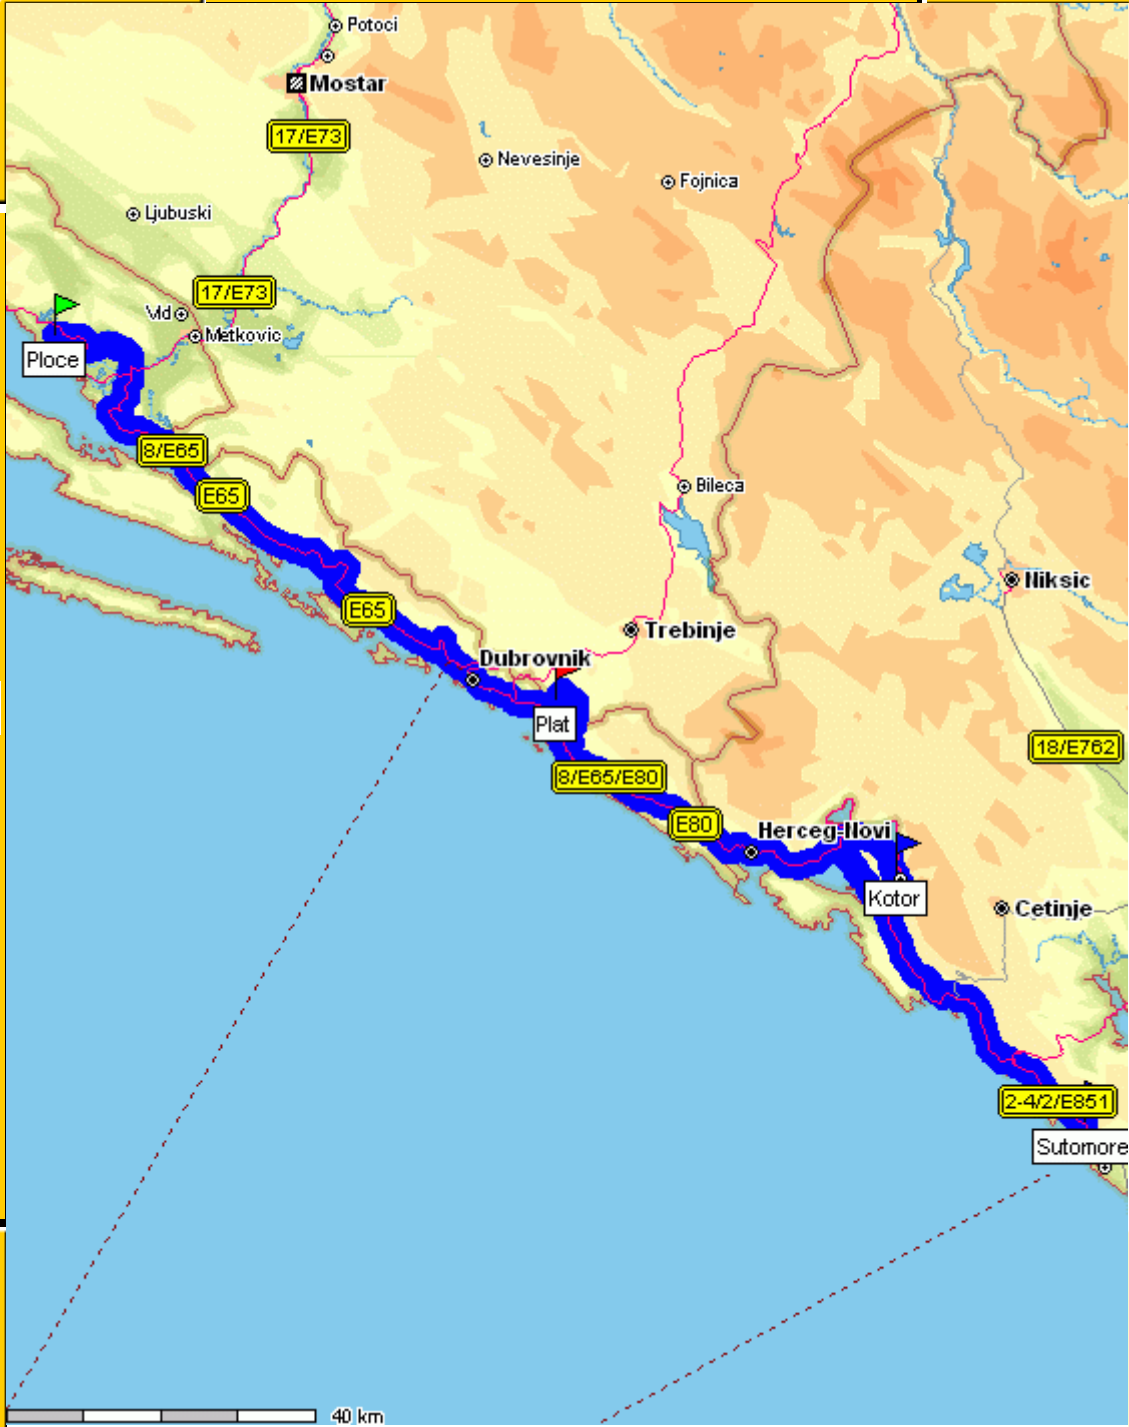 Potoci
Mostar
17/E73
Nevesinje
Fojnica
Ljubuski
17/E73
Vid
Metkovic
Ploce
8/E65
E65
Bileca
Niksic
E65
Trebinje
Dubrovnik
Plat
18/E762
8/E65/E80
E80
Herceg-Novi
Kotor
Cetinje
2-4/2/E851
Sutomore
40 km